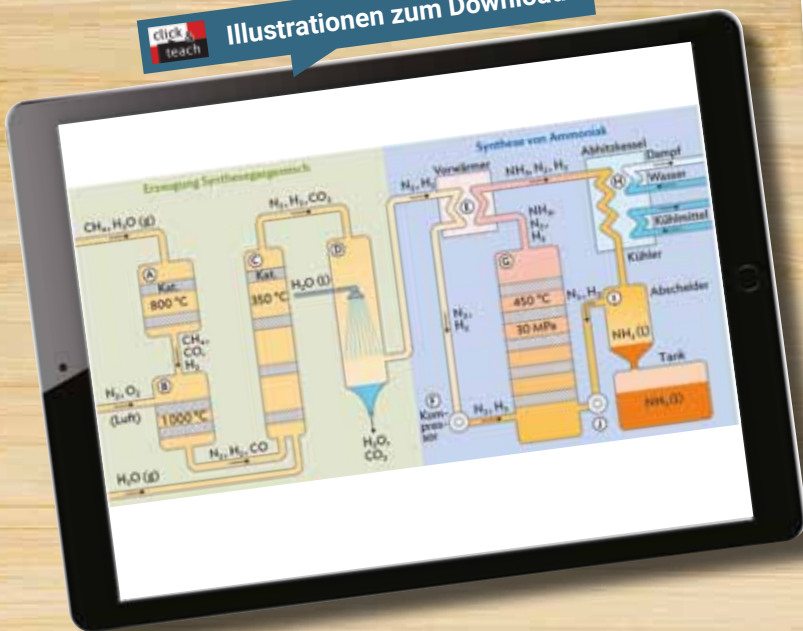 click &
teach
Illustrationen zum Download
Erzeugung Synthesegasgemisch
Synthese von Ammoniak
CH₄, H₂O (g)
A
Kat.
800 °C
CH₄,
CO,
H₂
N₂, O₂
(Luft)
B
1000 °C
H₂O (g)
N₂, H₂, CO
N₂, H₂, CO₂
C
Kat.
350 °C
H₂O (l)
D
H₂O,
CO₂
N₂, H₂
Vorwärmer
E
N₂,
H₂
F
Kom-
pres-
sor
N₂, H₂
NH₃, N₂, H₂
NH₃,
N₂,
H₂
G
450 °C
30 MPa
Abhitzkessel
H
Dampf
Wasser
Kühlmittel
Kühler
N₂, H₂
I
Abscheider
NH₃ (l)
J
Tank
NH₃ (l)